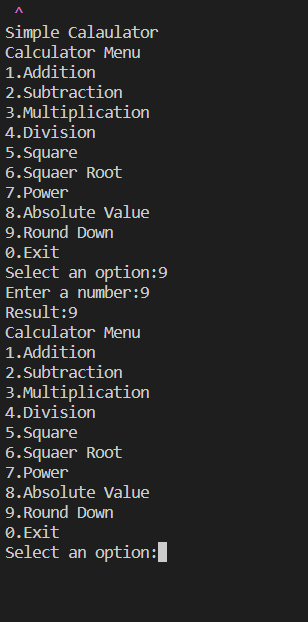 ^
Simple Calaulator
Calculator Menu
1.Addition
2.Subtraction
3.Multiplication
4.Division
5.Square
6.Squaer Root
7.Power
8.Absolute Value
9.Round Down
0.Exit
Select an option:9
Enter a number:9
Result:9
Calculator Menu
1.Addition
2.Subtraction
3.Multiplication
4.Division
5.Square
6.Squaer Root
7.Power
8.Absolute Value
9.Round Down
0.Exit
Select an option: